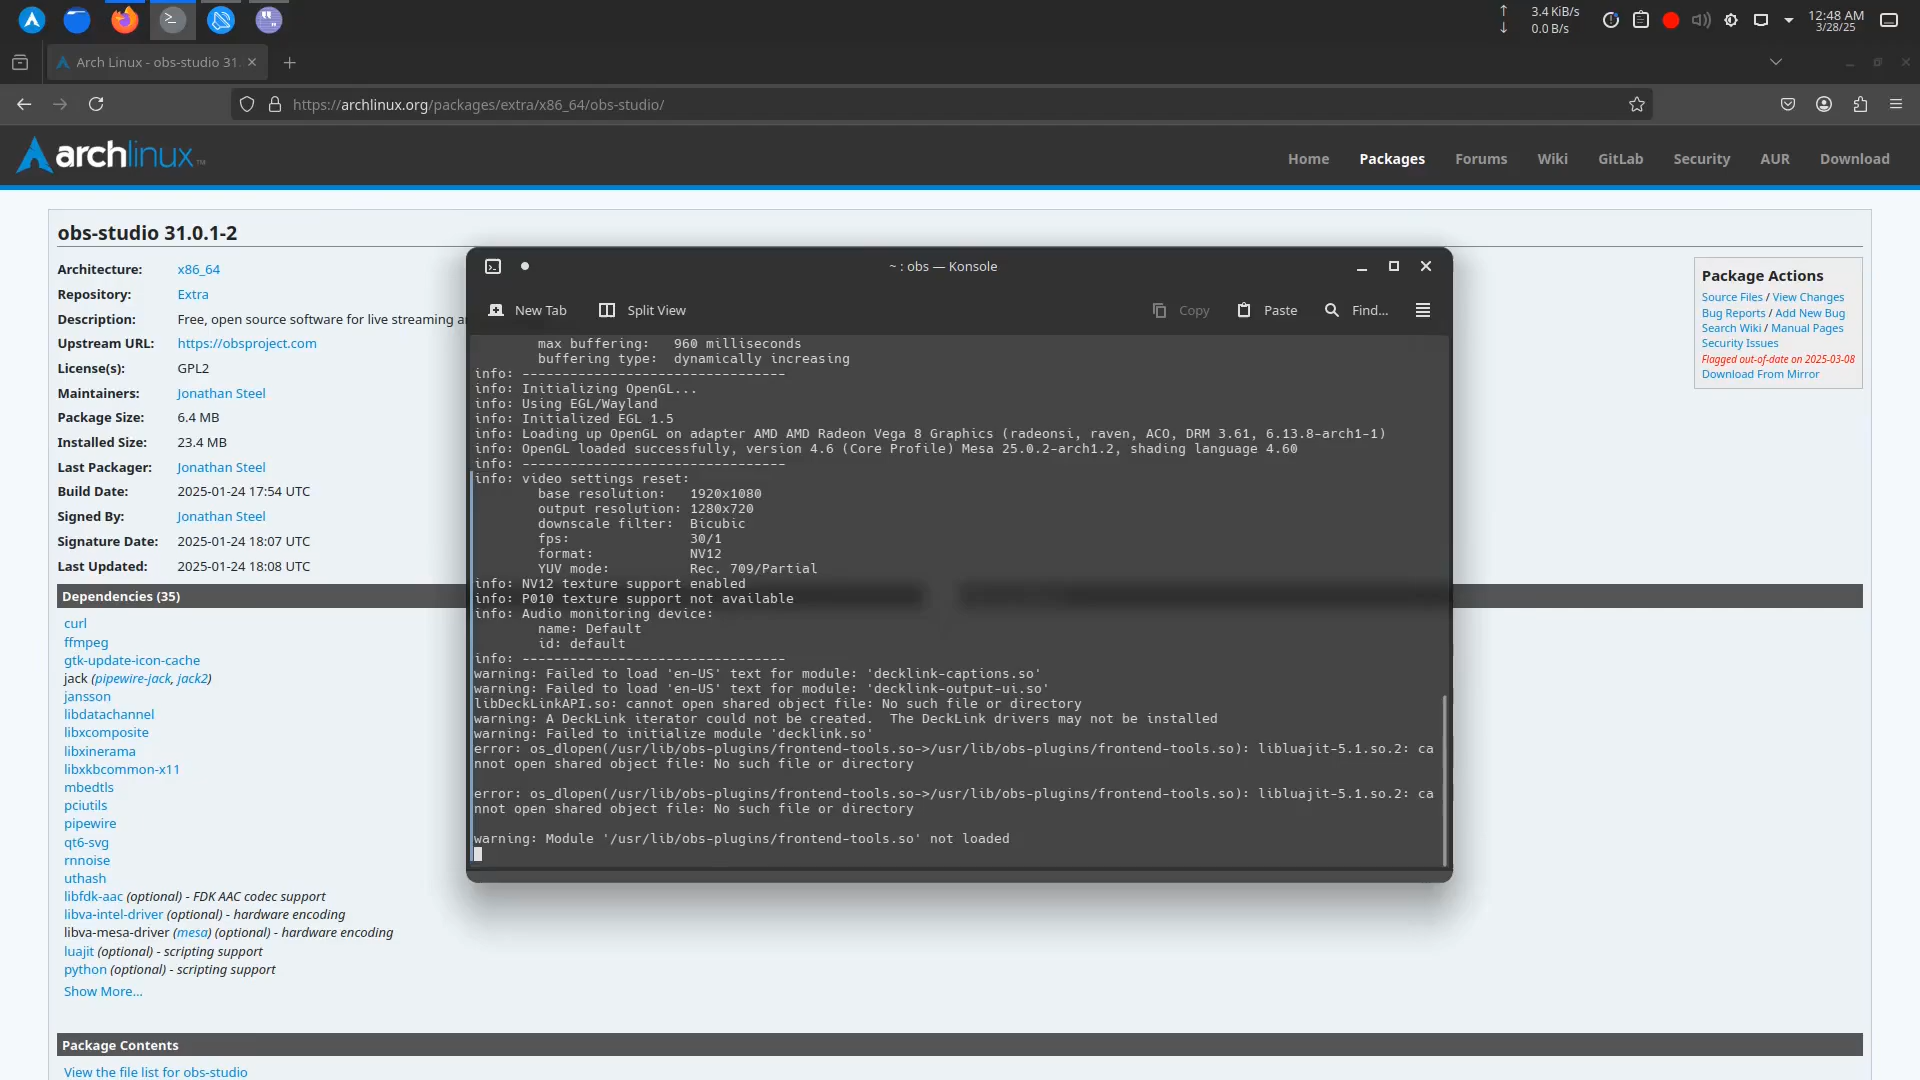 3.4 KiB/s
0.0 B/s
12:48 AM
3/28/25
Arch Linux - obs-studio 31.
https://archlinux.org/packages/extra/x86_64/obs-studio/
archlinux™
Home Packages Forums Wiki GitLab Security AUR Download
obs-studio 31.0.1-2
Architecture: x86_64
Repository: Extra
Description: Free, open source software for live streaming a
Upstream URL: https://obsproject.com
License(s): GPL2
Maintainers: Jonathan Steel
Package Size: 6.4 MB
Installed Size: 23.4 MB
Last Packager: Jonathan Steel
Build Date: 2025-01-24 17:54 UTC
Signed By: Jonathan Steel
Signature Date: 2025-01-24 18:07 UTC
Last Updated: 2025-01-24 18:08 UTC
Dependencies (35)
curl
ffmpeg
gtk-update-icon-cache
jack (pipewire-jack, jack2)
jansson
libdatachannel
libxcomposite
libxinerama
libxkbcommon-x11
mbedtls
pciutils
pipewire
qt6-svg
rnnoise
uthash
libfdk-aac (optional) - FDK AAC codec support
libva-intel-driver (optional) - hardware encoding
libva-mesa-driver (mesa) (optional) - hardware encoding
luajit (optional) - scripting support
python (optional) - scripting support
Show More...
Package Contents
View the file list for obs-studio
Package Actions
Source Files / View Changes
Bug Reports / Add New Bug
Search Wiki / Manual Pages
Security Issues
Flagged out-of-date on 2025-03-08
Download From Mirror
~ : obs — Konsole
New Tab Split View Copy Paste Find...
max buffering: 960 milliseconds
buffering type: dynamically increasing
info: ---------------------------------
info: Initializing OpenGL...
info: Using EGL/Wayland
info: Initialized EGL 1.5
info: Loading up OpenGL on adapter AMD AMD Radeon Vega 8 Graphics (radeonsi, raven, ACO, DRM 3.61, 6.13.8-arch1-1)
info: OpenGL loaded successfully, version 4.6 (Core Profile) Mesa 25.0.2-arch1.2, shading language 4.60
info: ---------------------------------
info: video settings reset:
base resolution: 1920x1080
output resolution: 1280x720
downscale filter: Bicubic
fps: 30/1
format: NV12
YUV mode: Rec. 709/Partial
info: NV12 texture support enabled
info: P010 texture support not available
info: Audio monitoring device:
name: Default
id: default
info: ---------------------------------
warning: Failed to load 'en-US' text for module: 'decklink-captions.so'
warning: Failed to load 'en-US' text for module: 'decklink-output-ui.so'
libDeckLinkAPI.so: cannot open shared object file: No such file or directory
warning: A DeckLink iterator could not be created.  The DeckLink drivers may not be installed
warning: Failed to initialize module 'decklink.so'
error: os_dlopen(/usr/lib/obs-plugins/frontend-tools.so->/usr/lib/obs-plugins/frontend-tools.so): libluajit-5.1.so.2: ca
nnot open shared object file: No such file or directory
error: os_dlopen(/usr/lib/obs-plugins/frontend-tools.so->/usr/lib/obs-plugins/frontend-tools.so): libluajit-5.1.so.2: ca
nnot open shared object file: No such file or directory
warning: Module '/usr/lib/obs-plugins/frontend-tools.so' not loaded